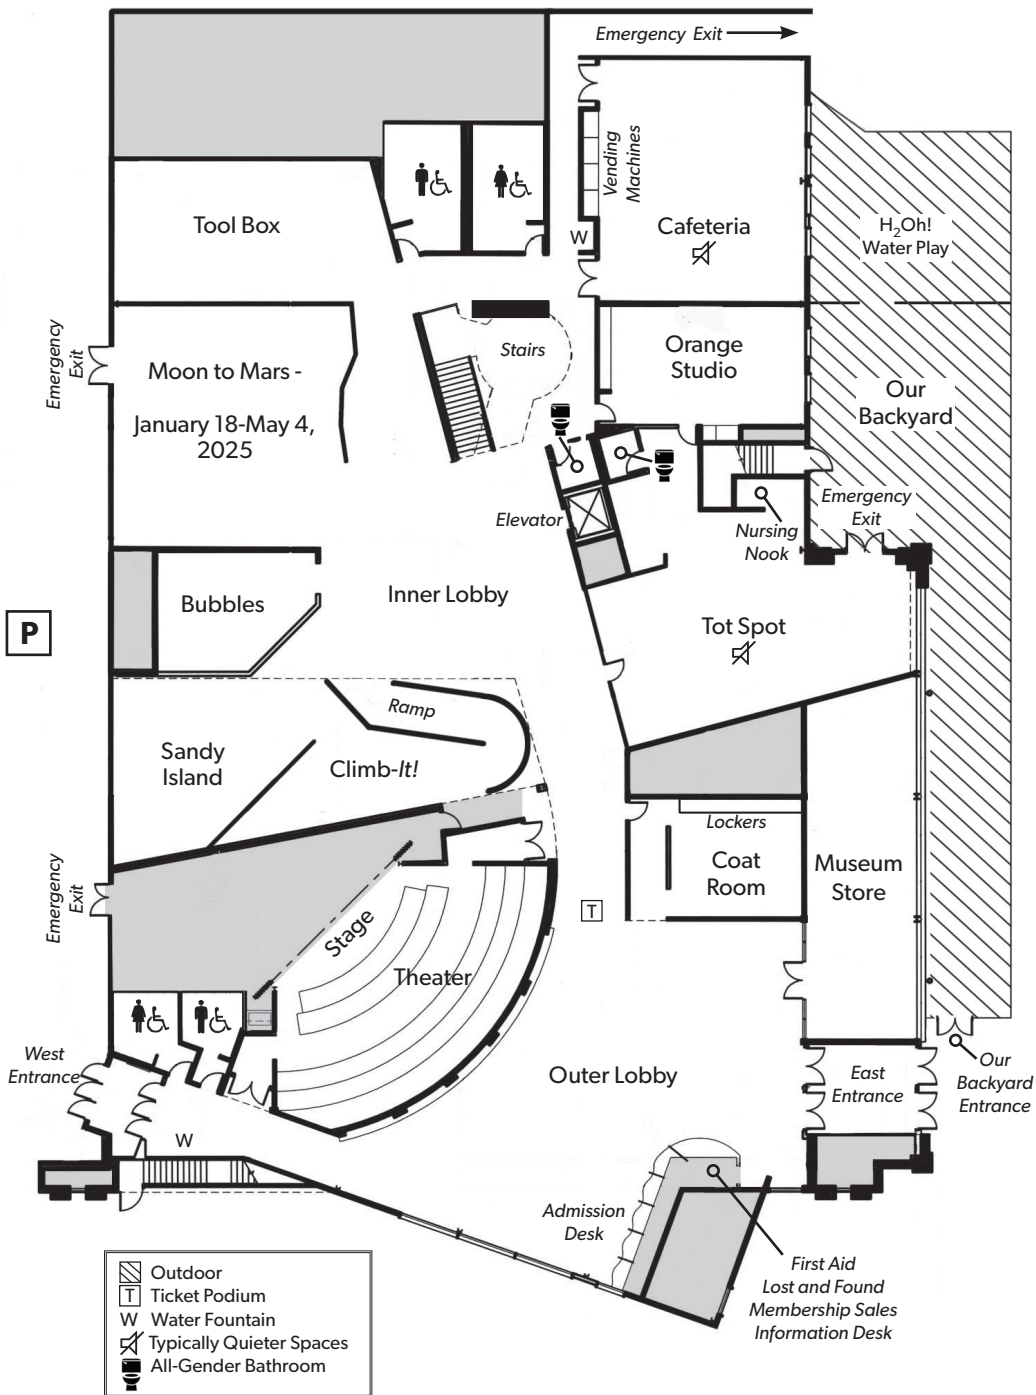 Emergency Exit
Vending
Machines
Tool Box
W
Cafeteria
H₂Oh!
Water Play
Emergency
Exit
Moon to Mars -
January 18-May 4,
2025
Stairs
Orange
Studio
Our
Backyard
Elevator
Nursing
Nook
Emergency
Exit
P
Bubbles
Inner Lobby
Tot Spot
Ramp
Sandy
Island
Climb-It!
Lockers
Coat
Room
Museum
Store
Emergency
Exit
T
Stage
Theater
West
Entrance
W
Outer Lobby
East
Entrance
Our
Backyard
Entrance
Admission
Desk
First Aid
Lost and Found
Membership Sales
Information Desk
Outdoor
T Ticket Podium
W Water Fountain
Typically Quieter Spaces
All-Gender Bathroom